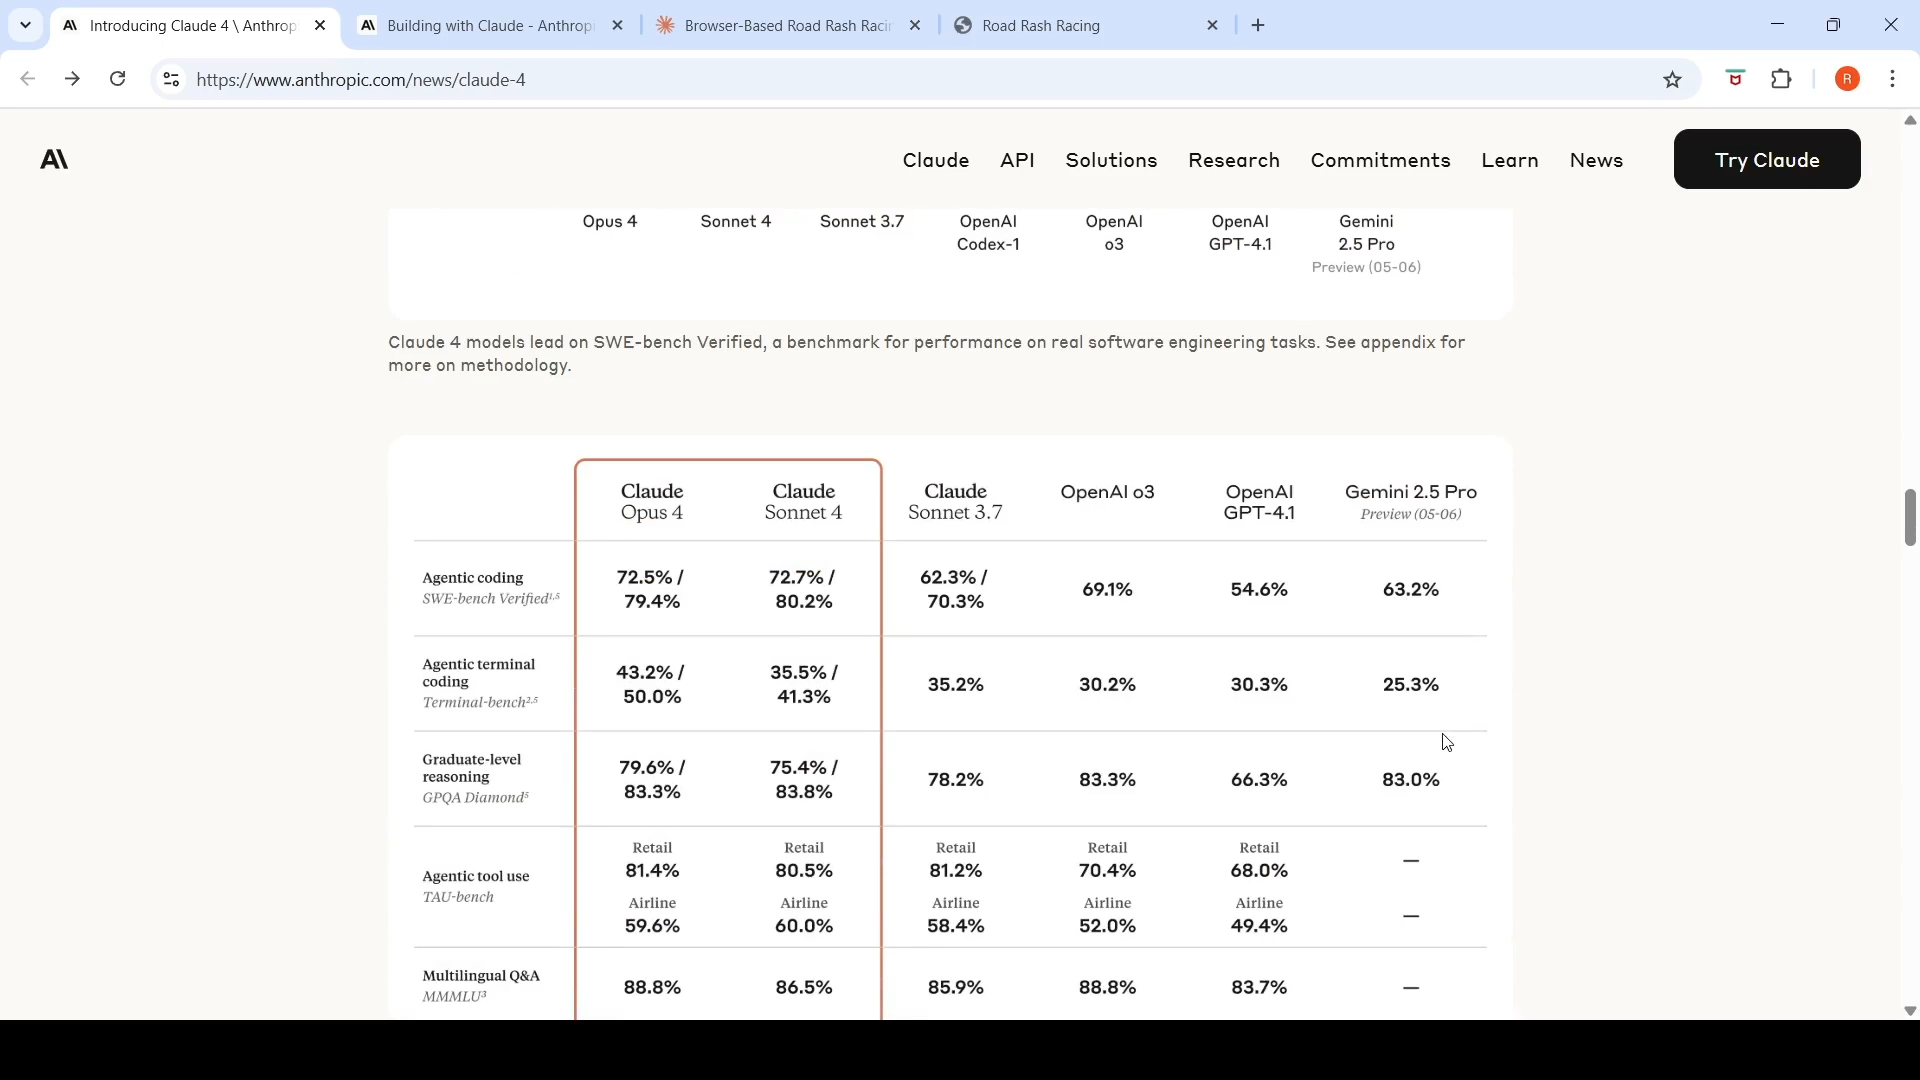 Introducing Claude 4 \ Anthrop
Building with Claude - Anthropi
Browser-Based Road Rash Racin
Road Rash Racing
https://www.anthropic.com/news/claude-4
R
A\
Claude API Solutions Research Commitments Learn News
Try Claude
Opus 4 Sonnet 4 Sonnet 3.7 OpenAI OpenAI OpenAI Gemini
Codex-1 o3 GPT-4.1 2.5 Pro
Preview (05-06)
Claude 4 models lead on SWE-bench Verified, a benchmark for performance on real software engineering tasks. See appendix for
more on methodology.
Claude Claude Claude OpenAI o3 OpenAI Gemini 2.5 Pro
Opus 4 Sonnet 4 Sonnet 3.7 GPT-4.1 Preview (05-06)
Agentic coding 72.5% / 72.7% / 62.3% / 69.1% 54.6% 63.2%
SWE-bench Verified¹,⁵ 79.4% 80.2% 70.3%
Agentic terminal 43.2% / 35.5% / 35.2% 30.2% 30.3% 25.3%
coding 50.0% 41.3%
Terminal-bench²,⁵
Graduate-level 79.6% / 75.4% / 78.2% 83.3% 66.3% 83.0%
reasoning 83.3% 83.8%
GPQA Diamond⁵
Retail Retail Retail Retail Retail
81.4% 80.5% 81.2% 70.4% 68.0% —
Agentic tool use
TAU-bench
Airline Airline Airline Airline Airline
59.6% 60.0% 58.4% 52.0% 49.4% —
Multilingual Q&A 88.8% 86.5% 85.9% 88.8% 83.7% —
MMMLU³